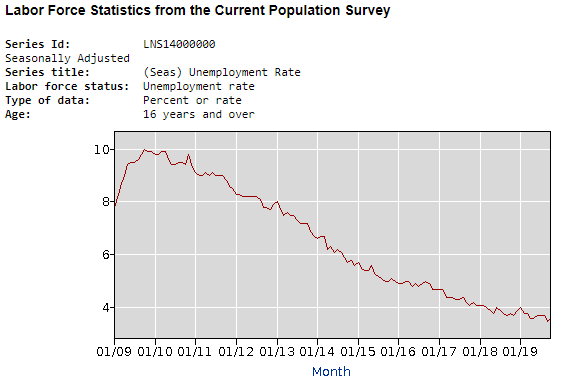 Labor Force Statistics from the Current Population Survey
Series Id: LNS14000000
Seasonally Adjusted
Series title: (Seas) Unemployment Rate
Labor force status: Unemployment rate
Type of data: Percent or rate
Age: 16 years and over
10
8
6
4
01/09 01/10 01/11 01/12 01/13 01/14 01/15 01/16 01/17 01/18 01/19
Month